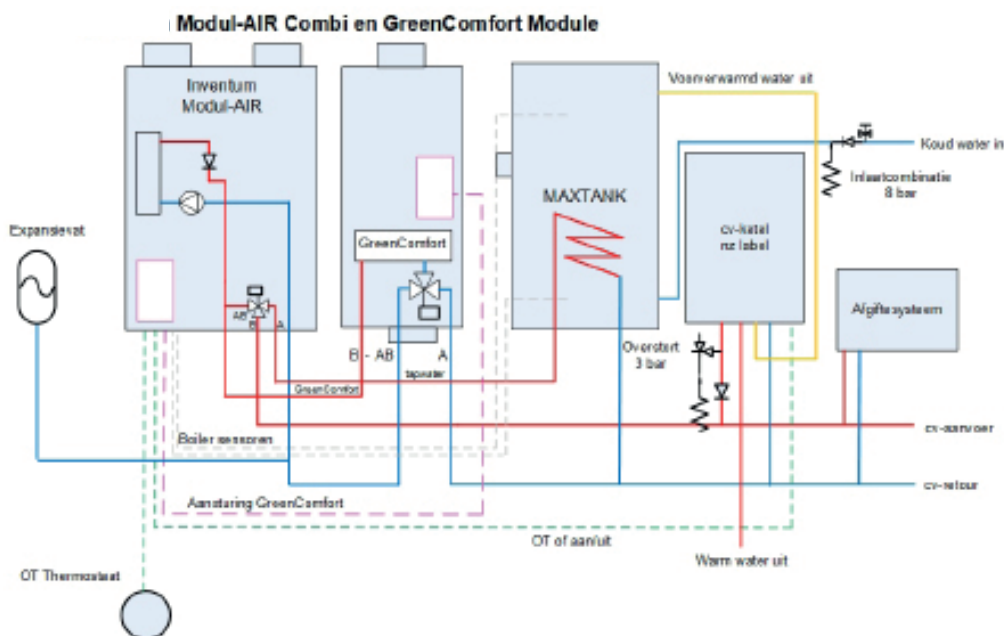 Modul-AIR Combi en GreenComfort Module
Inventum
Modul-AIR
Voorverwarmd water uit
Koud water in
Inlaatcombinatie
8 bar
MAXTANK
cv-ketel
nz label
Expansievat
GreenComfort
Afgiftesysteem
AB
B
A
B - AB
A
tapwater
GreenComfort
Overstort
3 bar
Boiler sensoren
cv-aanvoer
cv-retour
Aansturing GreenComfort
OT of aan/uit
Warm water uit
OT Thermostaat